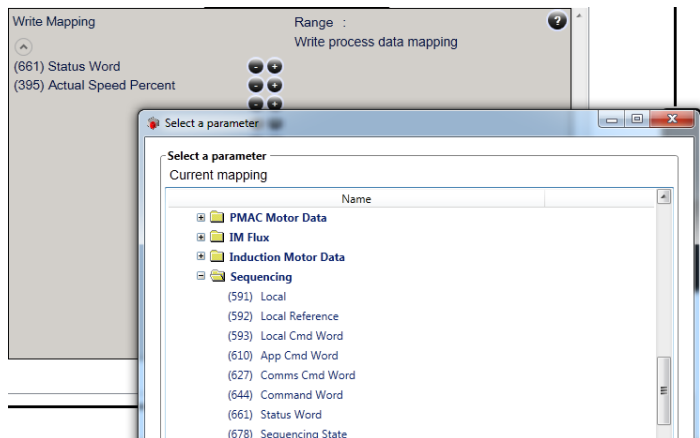 Write Mapping
Range :
Write process data mapping
(661) Status Word
(395) Actual Speed Percent
Select a parameter
Select a parameter
Current mapping
Name
PMAC Motor Data
IM Flux
Induction Motor Data
Sequencing
(591) Local
(592) Local Reference
(593) Local Cmd Word
(610) App Cmd Word
(627) Comms Cmd Word
(644) Command Word
(661) Status Word
(678) Sequencing State